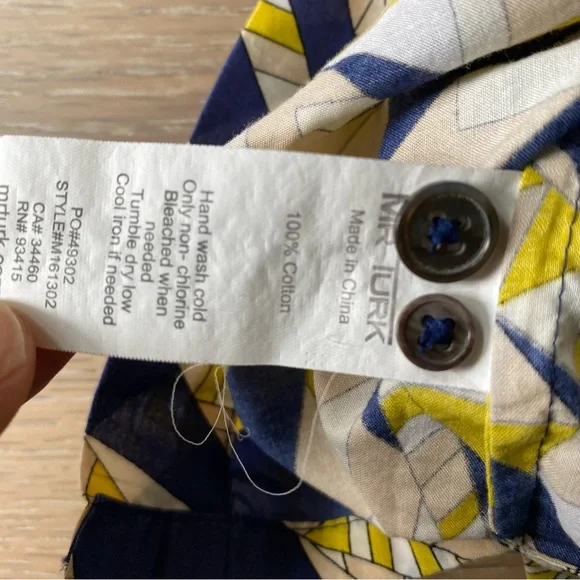 MR TURK
Made in China
100% Cotton
Hand wash cold
Only non- chlorine
Bleached when
needed
Tumble dry low
Cool iron if needed
PO#49302
STYLE#M161302
CA# 34460
RN# 93415